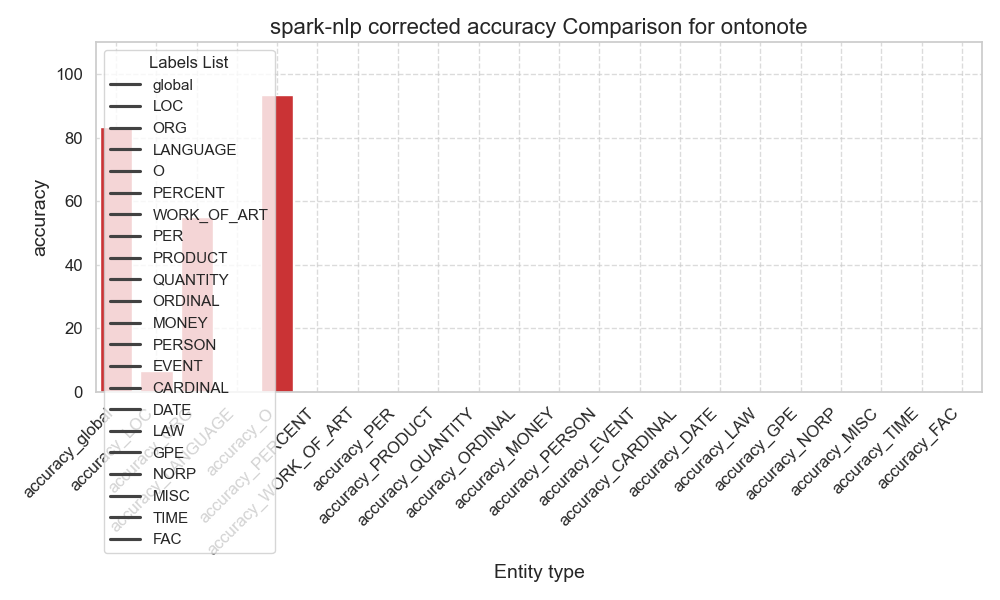 spark-nlp corrected accuracy Comparison for ontonote
accuracy
100
80
60
40
20
0
Labels List
global
LOC
ORG
LANGUAGE
O
PERCENT
WORK_OF_ART
PER
PRODUCT
QUANTITY
ORDINAL
MONEY
PERSON
EVENT
CARDINAL
DATE
LAW
GPE
NORP
MISC
TIME
FAC
accuracy_global
accuracy_LOC
accuracy_ORG
accuracy_LANGUAGE
accuracy_O
accuracy_PERCENT
accuracy_WORK_OF_ART
accuracy_PER
accuracy_PRODUCT
accuracy_QUANTITY
accuracy_ORDINAL
accuracy_MONEY
accuracy_PERSON
accuracy_EVENT
accuracy_CARDINAL
accuracy_DATE
accuracy_LAW
accuracy_GPE
accuracy_NORP
accuracy_MISC
accuracy_TIME
accuracy_FAC
Entity type